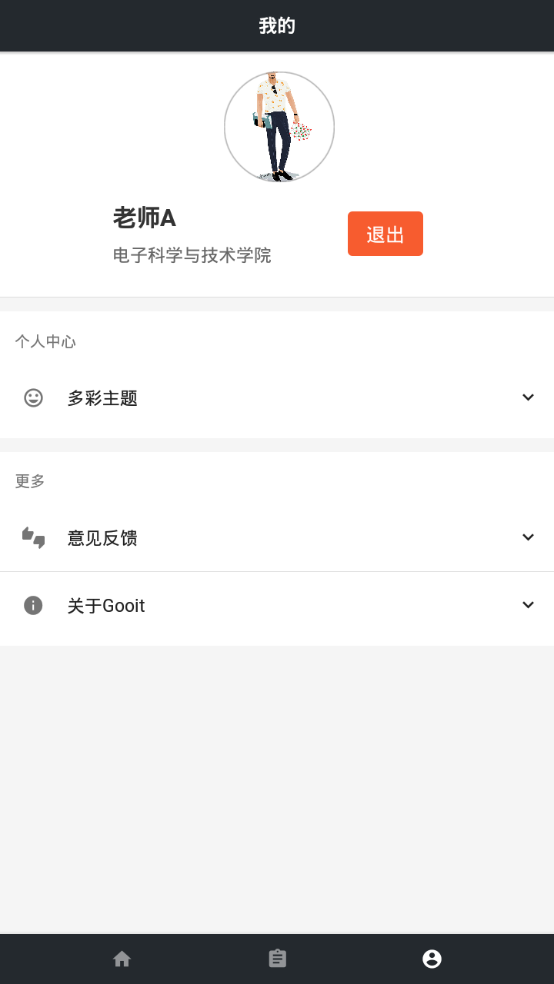 我的
老师A
电子科学与技术学院
退出
个人中心
多彩主题
更多
意见反馈
关于Gooit